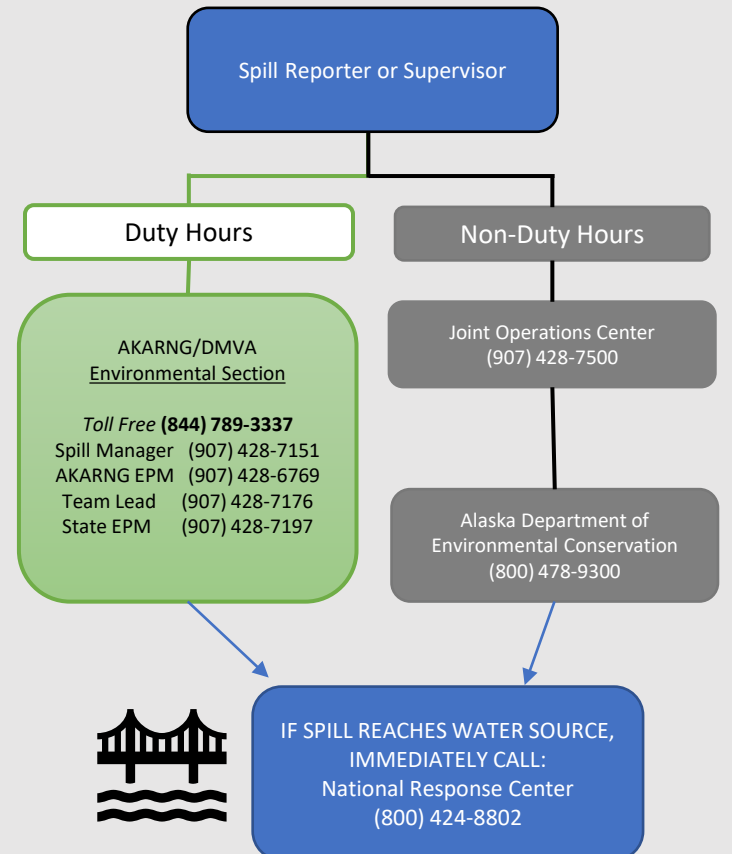 Spill Reporter or Supervisor
Duty Hours
Non-Duty Hours
AKARNG/DMVA
Environmental Section
Toll Free (844) 789-3337
Spill Manager (907) 428-7151
AKARNG EPM (907) 428-6769
Team Lead (907) 428-7176
State EPM (907) 428-7197
Joint Operations Center
(907) 428-7500
Alaska Department of
Environmental Conservation
(800) 478-9300
IF SPILL REACHES WATER SOURCE,
IMMEDIATELY CALL:
National Response Center
(800) 424-8802